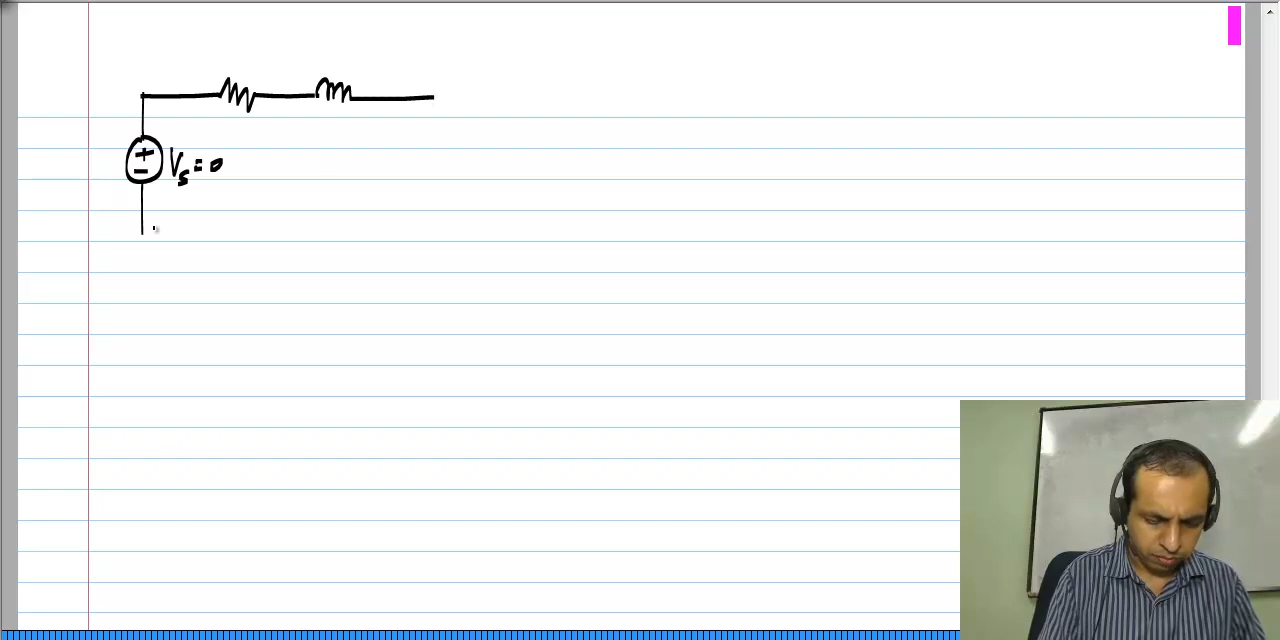 +
−
Vs = 0